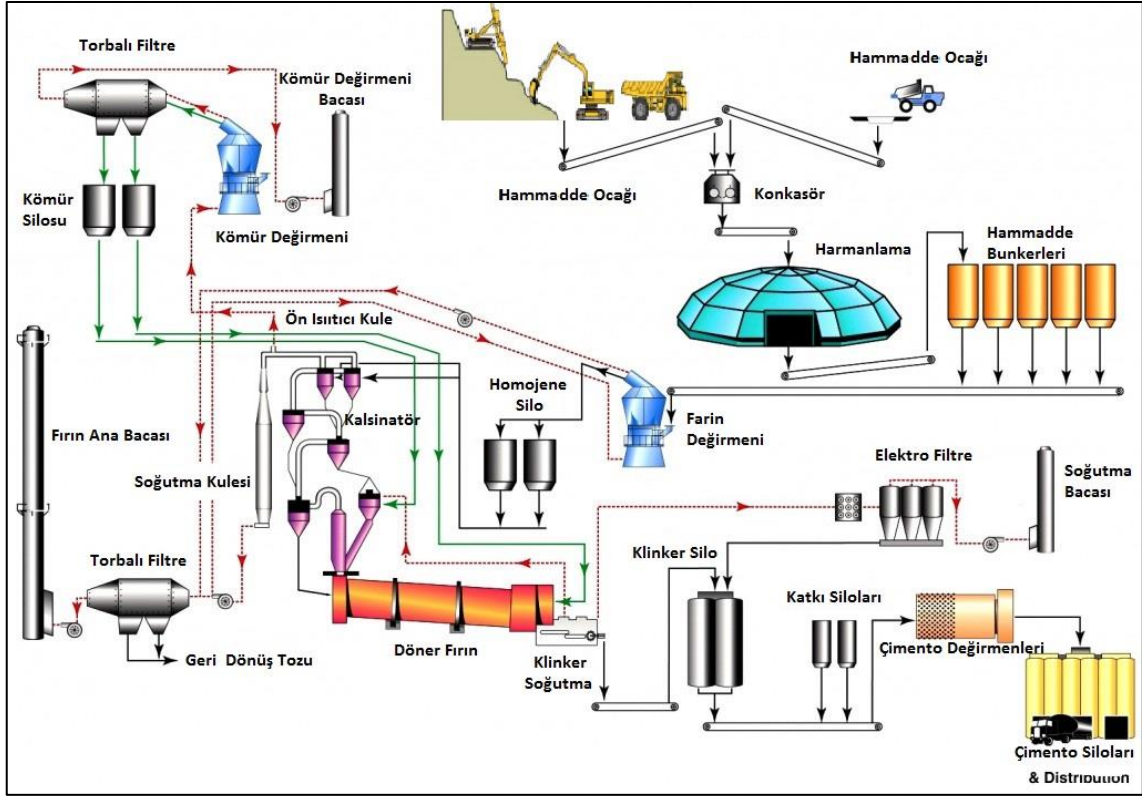 Torbalı Filtre
Kömür Değirmeni
Bacası
Hammadde Ocağı
Hammadde Ocağı
Konkasör
Kömür
Silosu
Kömür Değirmeni
Harmanlama
Hammadde
Bunkerleri
Ön Isıtıcı Kule
Homojene
Silo
Kalsinatör
Farin
Değirmeni
Fırın Ana Bacası
Soğutma Kulesi
Elektro Filtre
Soğutma
Bacası
Torbalı Filtre
Klinker Silo
Katkı Siloları
Çimento Değirmenleri
Geri Dönüş Tozu
Döner Fırın
Klinker
Soğutma
Çimento Siloları
& Distribution